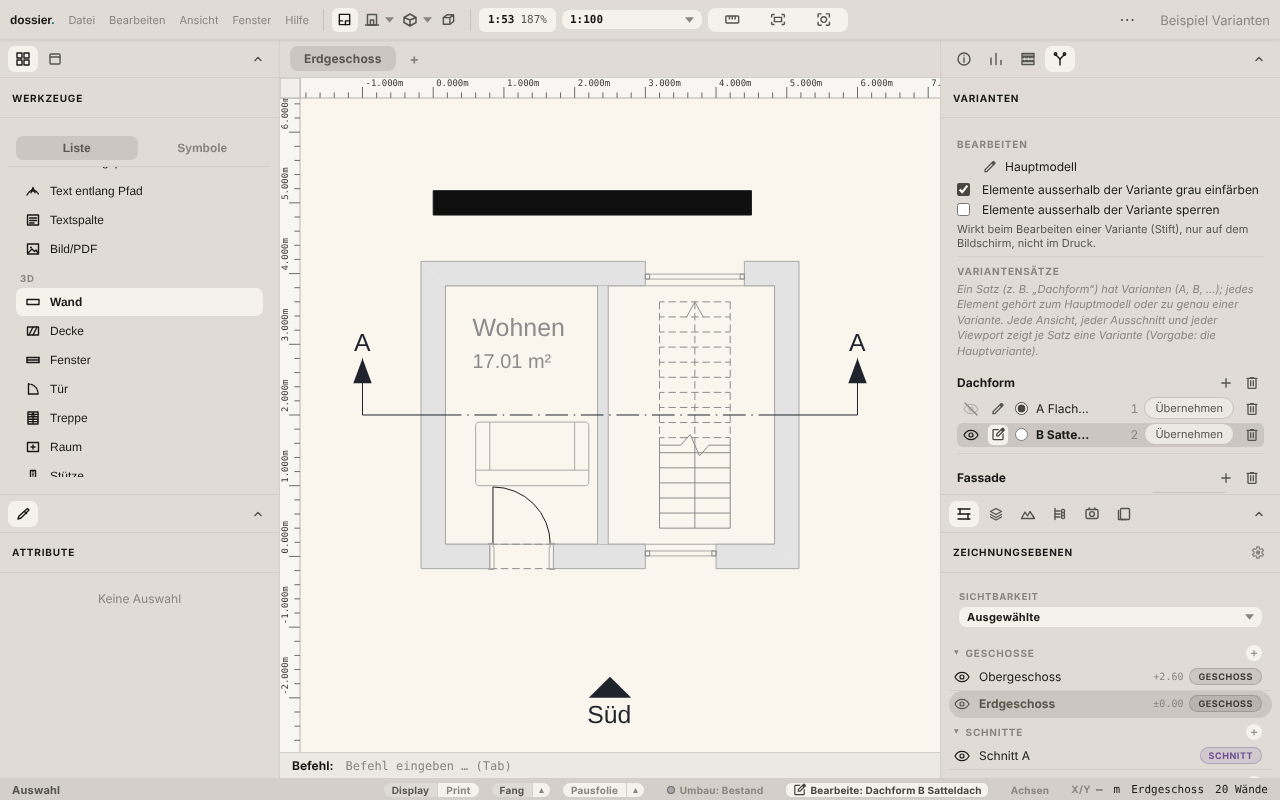 dossier. Datei Bearbeiten Ansicht Fenster Hilfe 1:53 187% 1:100 ··· Beispiel Varianten
Erdgeschoss +
WERKZEUGE
Liste Symbole
Text entlang Pfad
Textspalte
Bild/PDF
3D
Wand
Decke
Fenster
Tür
Treppe
Raum
Stütze
ATTRIBUTE
Keine Auswahl
-1.000m 0.000m 1.000m 2.000m 3.000m 4.000m 5.000m 6.000m 7.
6.000m
5.000m
4.000m
3.000m
2.000m
1.000m
0.000m
-1.000m
-2.000m
Wohnen
17.01 m²
A A
Süd
Befehl: Befehl eingeben … (Tab)
VARIANTEN
BEARBEITEN
Hauptmodell
Elemente ausserhalb der Variante grau einfärben
Elemente ausserhalb der Variante sperren
Wirkt beim Bearbeiten einer Variante (Stift), nur auf dem
Bildschirm, nicht im Druck.
VARIANTENSÄTZE
Ein Satz (z. B. „Dachform") hat Varianten (A, B, …); jedes
Element gehört zum Hauptmodell oder zu genau einer
Variante. Jede Ansicht, jeder Ausschnitt und jeder
Viewport zeigt je Satz eine Variante (Vorgabe: die
Hauptvariante).
Dachform +
A Flach... 1 Übernehmen
B Satte... 2 Übernehmen
Fassade +
ZEICHNUNGSEBENEN
SICHTBARKEIT
Ausgewählte
GESCHOSSE +
Obergeschoss +2.60 GESCHOSS
Erdgeschoss ±0.00 GESCHOSS
SCHNITTE +
Schnitt A SCHNITT
Auswahl Display Print Fang Pausfolie Umbau: Bestand Bearbeite: Dachform B Satteldach Achsen X/Y — m Erdgeschoss 20 Wände